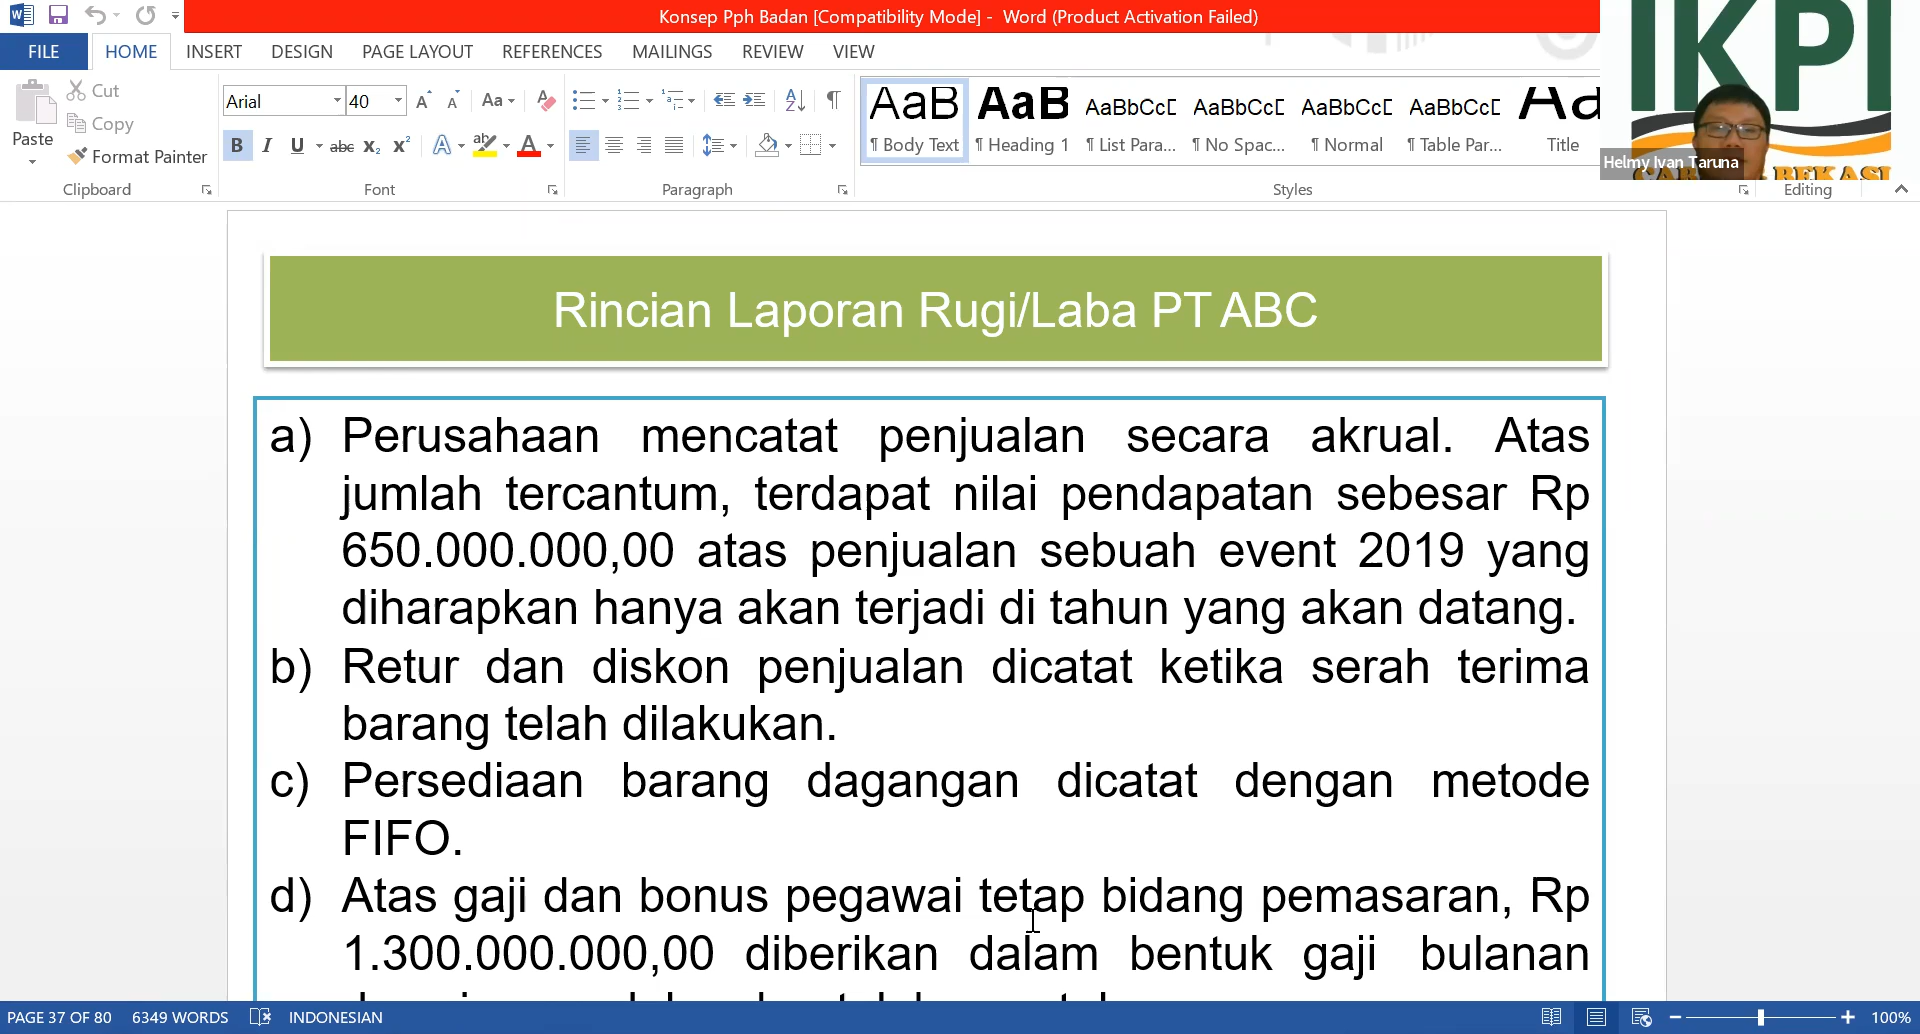 Konsep Pph Badan [Compatibility Mode] - Word (Product Activation Failed)
FILE HOME INSERT DESIGN PAGE LAYOUT REFERENCES MAILINGS REVIEW VIEW
IKPI
Cut
Copy
Format Painter
Paste
Clipboard
Arial 40
Font
Paragraph
AaB AaB AaBbCcD AaBbCcD AaBbCcD AaBbCcD
¶ Body Text ¶ Heading 1 ¶ List Para... ¶ No Spac... ¶ Normal ¶ Table Par... Title
Styles
Editing
Helmy Ivan Taruna
BEKASI
Rincian Laporan Rugi/Laba PT ABC
a) Perusahaan mencatat penjualan secara akrual. Atas
jumlah tercantum, terdapat nilai pendapatan sebesar Rp
650.000.000,00 atas penjualan sebuah event 2019 yang
diharapkan hanya akan terjadi di tahun yang akan datang.
b) Retur dan diskon penjualan dicatat ketika serah terima
barang telah dilakukan.
c) Persediaan barang dagangan dicatat dengan metode
FIFO.
d) Atas gaji dan bonus pegawai tetap bidang pemasaran, Rp
1.300.000.000,00 diberikan dalam bentuk gaji bulanan
PAGE 37 OF 80 6349 WORDS INDONESIAN 100%